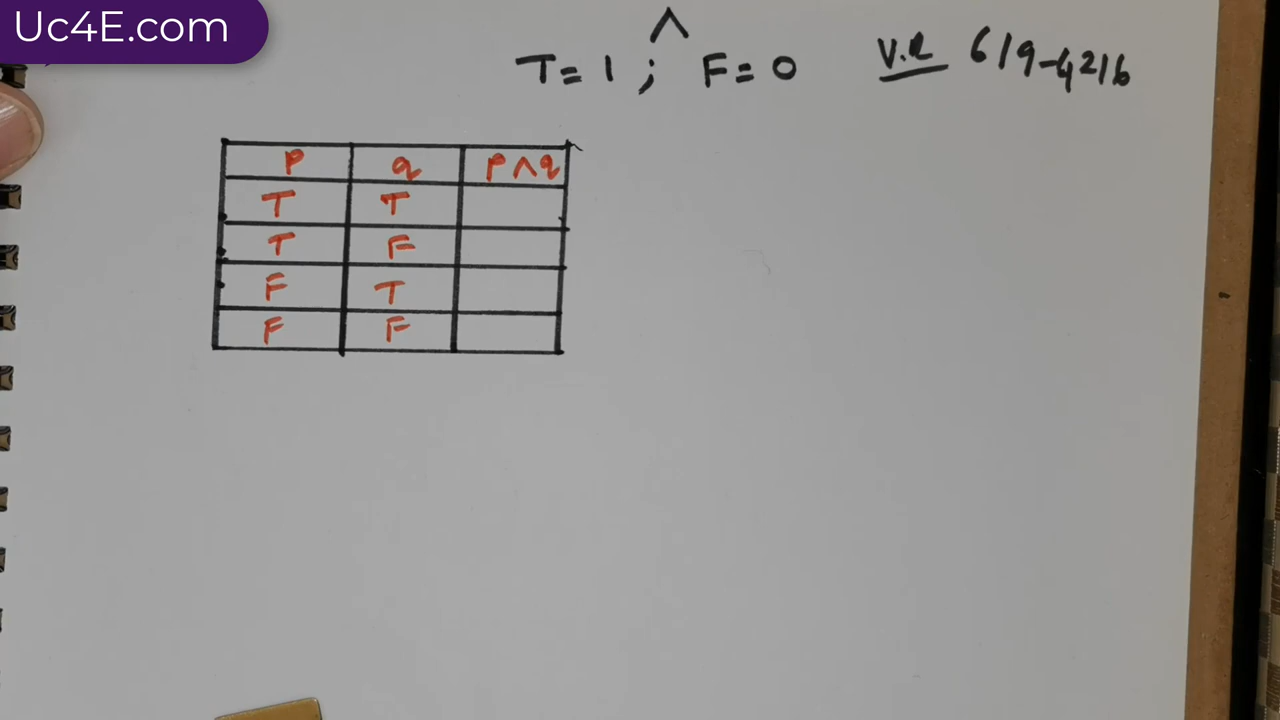 Uc4E.com
∧
T = 1 ; F = 0 V.R 619-4216
P q P∧q
T T
T F
F T
F F